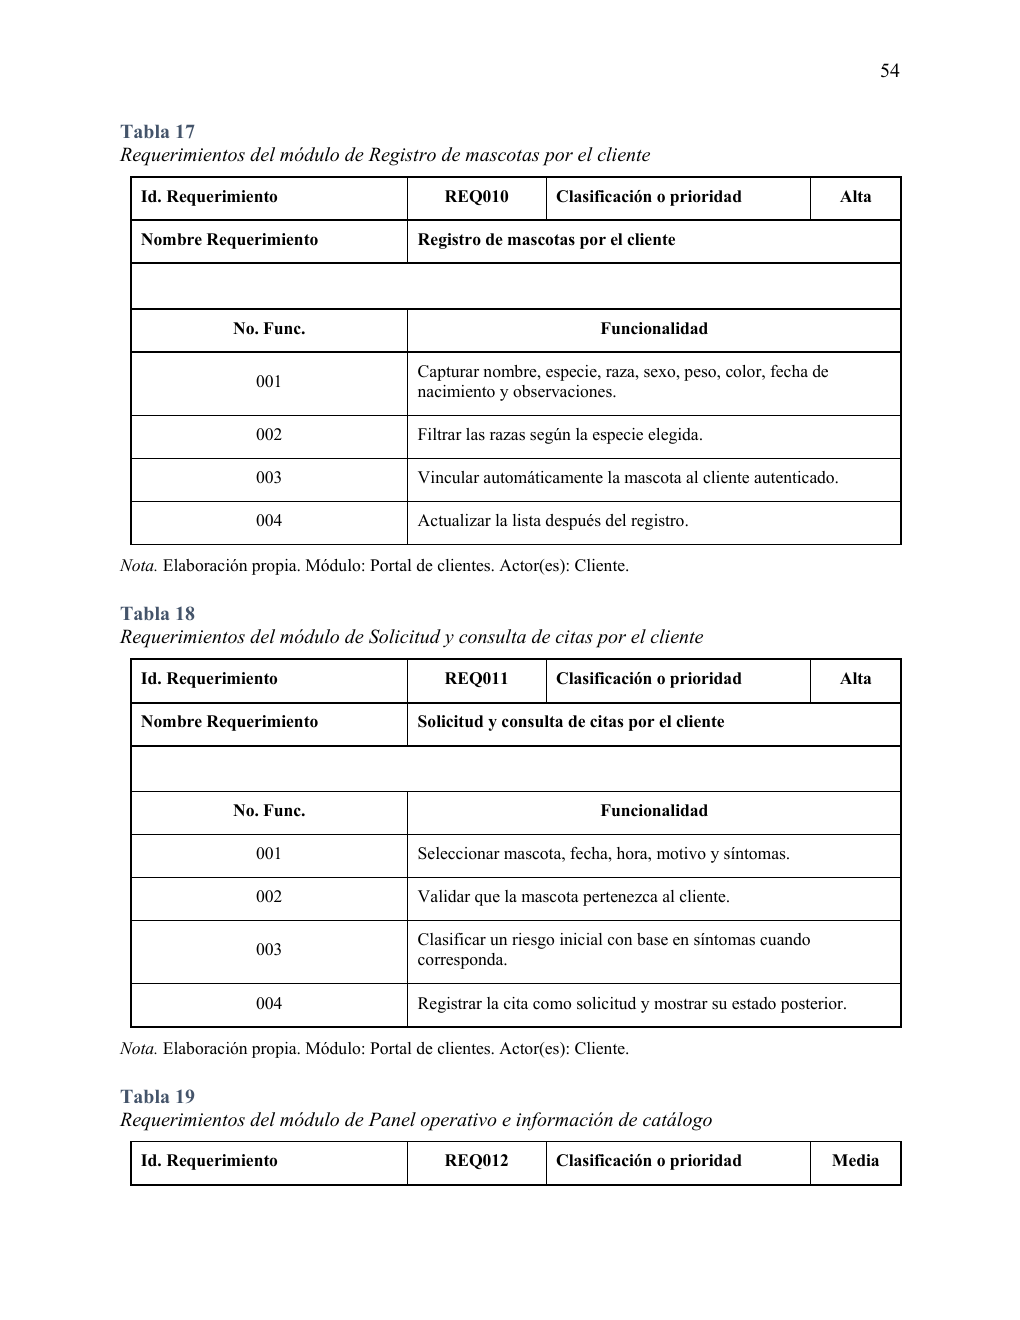 54
Tabla 17
Requerimientos del módulo de Registro de mascotas por el cliente
Id. Requerimiento REQ010 Clasificación o prioridad Alta
Nombre Requerimiento Registro de mascotas por el cliente
No. Func. Funcionalidad
001 Capturar nombre, especie, raza, sexo, peso, color, fecha de
nacimiento y observaciones.
002 Filtrar las razas según la especie elegida.
003 Vincular automáticamente la mascota al cliente autenticado.
004 Actualizar la lista después del registro.
Nota. Elaboración propia. Módulo: Portal de clientes. Actor(es): Cliente.
Tabla 18
Requerimientos del módulo de Solicitud y consulta de citas por el cliente
Id. Requerimiento REQ011 Clasificación o prioridad Alta
Nombre Requerimiento Solicitud y consulta de citas por el cliente
No. Func. Funcionalidad
001 Seleccionar mascota, fecha, hora, motivo y síntomas.
002 Validar que la mascota pertenezca al cliente.
003 Clasificar un riesgo inicial con base en síntomas cuando
corresponda.
004 Registrar la cita como solicitud y mostrar su estado posterior.
Nota. Elaboración propia. Módulo: Portal de clientes. Actor(es): Cliente.
Tabla 19
Requerimientos del módulo de Panel operativo e información de catálogo
Id. Requerimiento REQ012 Clasificación o prioridad Media